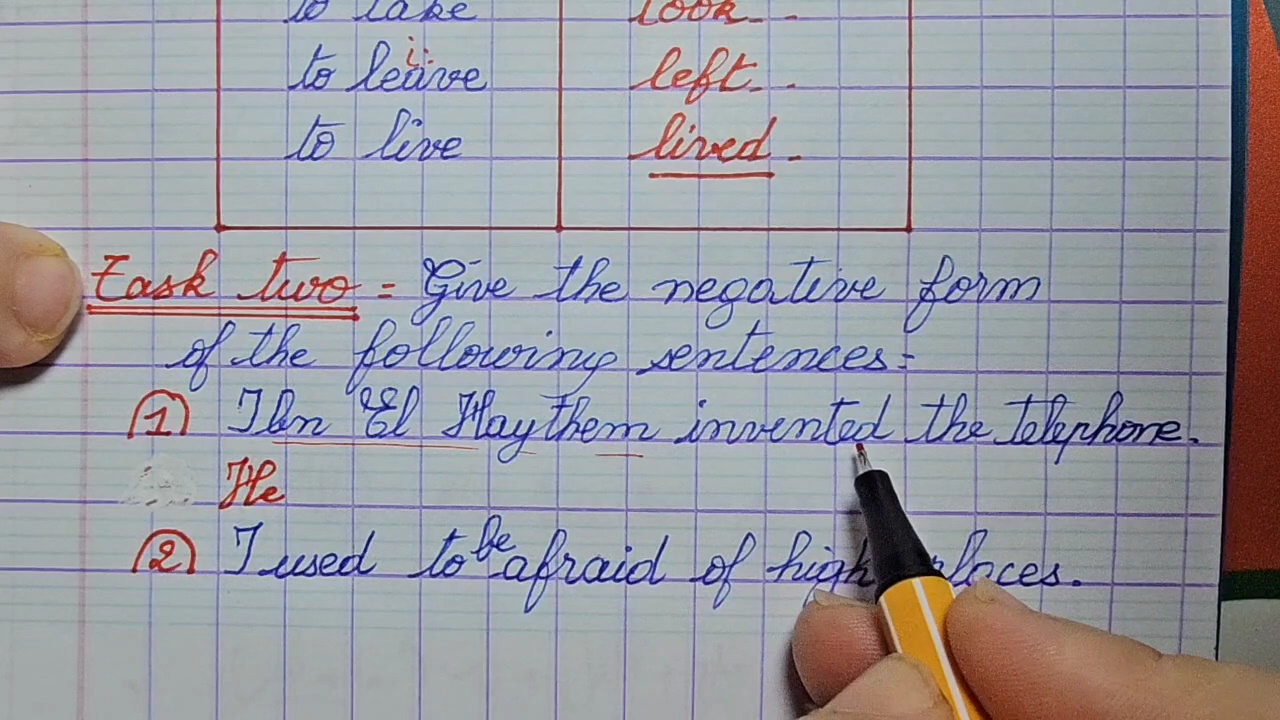 to take took..
to leave left..
to live lived.
Task two = Give the negative form
of the following sentences=
① Ibn El Haythem invented the telephone.
He
② I used to be afraid of high places.